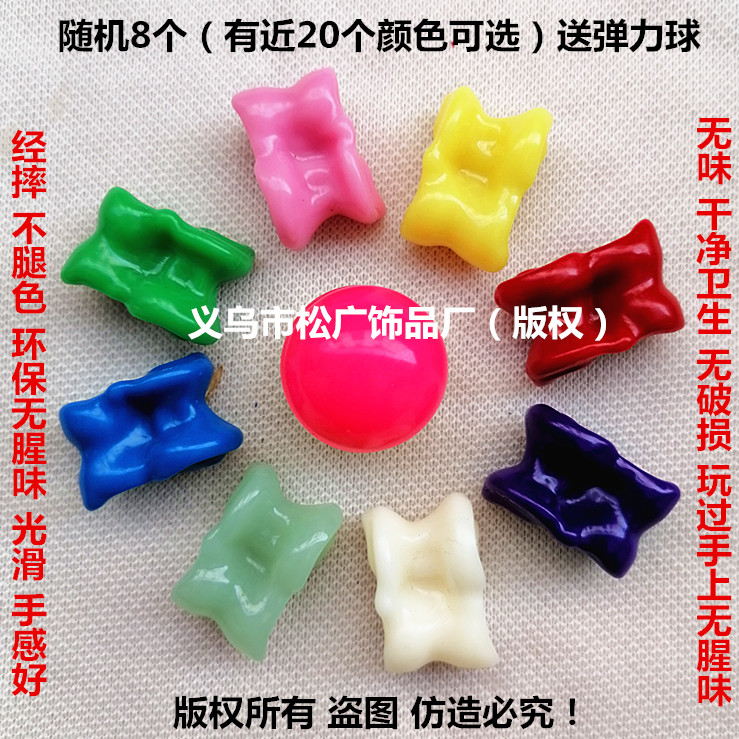 随机8个（有近20个颜色可选）送弹力球
经摔 不腿色 环保无腥味 光滑 手感好
无味 干净卫生 无破损 玩过手上无腥味
义乌市松广饰品厂（版权）
版权所有 盗图 仿造必究！